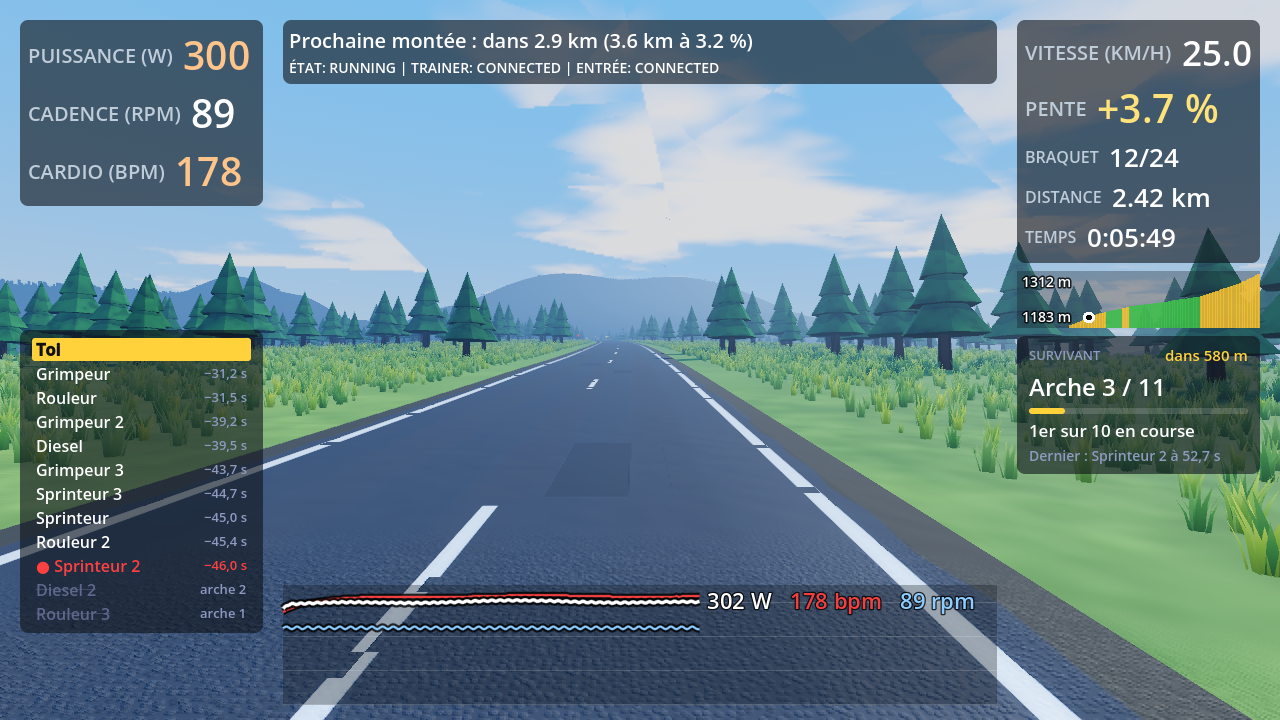 PUISSANCE (W) 300
CADENCE (RPM) 89
CARDIO (BPM) 178
Prochaine montée : dans 2.9 km (3.6 km à 3.2 %)
ÉTAT: RUNNING | TRAINER: CONNECTED | ENTRÉE: CONNECTED
VITESSE (KM/H) 25.0
PENTE +3.7 %
BRAQUET 12/24
DISTANCE 2.42 km
TEMPS 0:05:49
1312 m
1183 m
SURVIVANT dans 580 m
Arche 3 / 11
1er sur 10 en course
Dernier : Sprinteur 2 à 52,7 s
Toi
Grimpeur −31,2 s
Rouleur −31,5 s
Grimpeur 2 −39,2 s
Diesel −39,5 s
Grimpeur 3 −43,7 s
Sprinteur 3 −44,7 s
Sprinteur −45,0 s
Rouleur 2 −45,4 s
Sprinteur 2 −46,0 s
Diesel 2 arche 2
Rouleur 3 arche 1
302 W 178 bpm 89 rpm